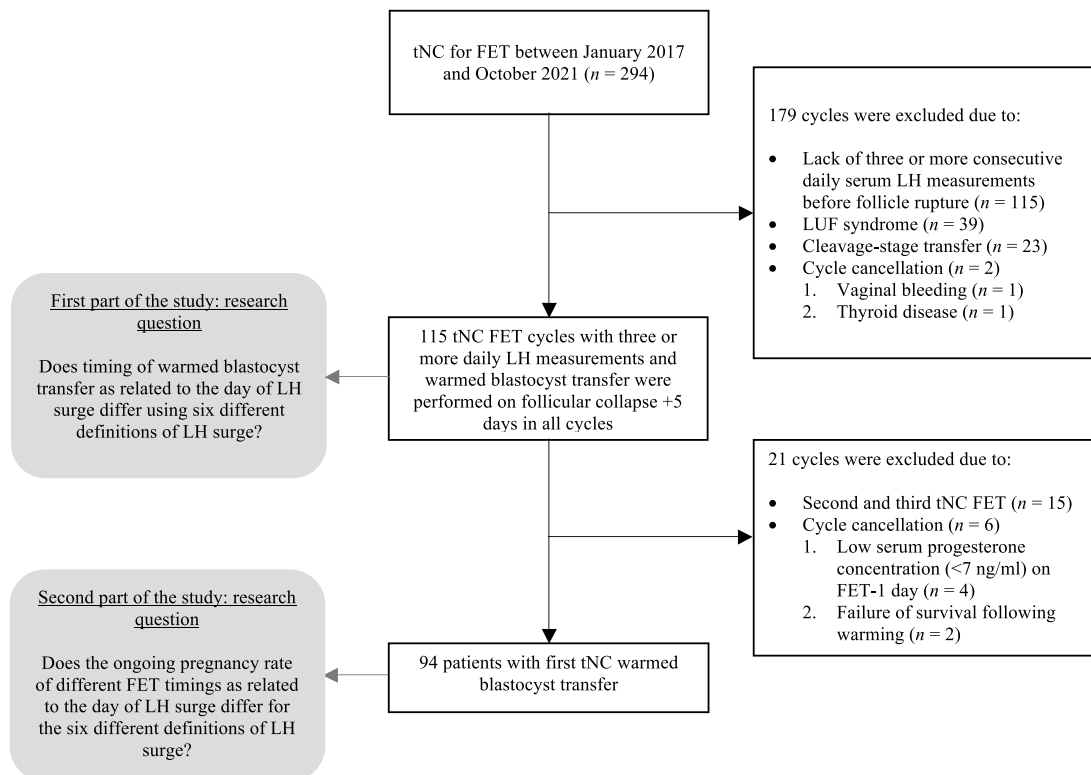 tNC for FET between January 2017
and October 2021 (n = 294)
179 cycles were excluded due to:
• Lack of three or more consecutive
daily serum LH measurements
before follicle rupture (n = 115)
• LUF syndrome (n = 39)
• Cleavage-stage transfer (n = 23)
• Cycle cancellation (n = 2)
1. Vaginal bleeding (n = 1)
2. Thyroid disease (n = 1)
First part of the study: research
question
Does timing of warmed blastocyst
transfer as related to the day of LH
surge differ using six different
definitions of LH surge?
115 tNC FET cycles with three or
more daily LH measurements and
warmed blastocyst transfer were
performed on follicular collapse +5
days in all cycles
21 cycles were excluded due to:
• Second and third tNC FET (n = 15)
• Cycle cancellation (n = 6)
1. Low serum progesterone
concentration (<7 ng/ml) on
FET-1 day (n = 4)
2. Failure of survival following
warming (n = 2)
Second part of the study: research
question
Does the ongoing pregnancy rate
of different FET timings as related
to the day of LH surge differ for
the six different definitions of LH
surge?
94 patients with first tNC warmed
blastocyst transfer